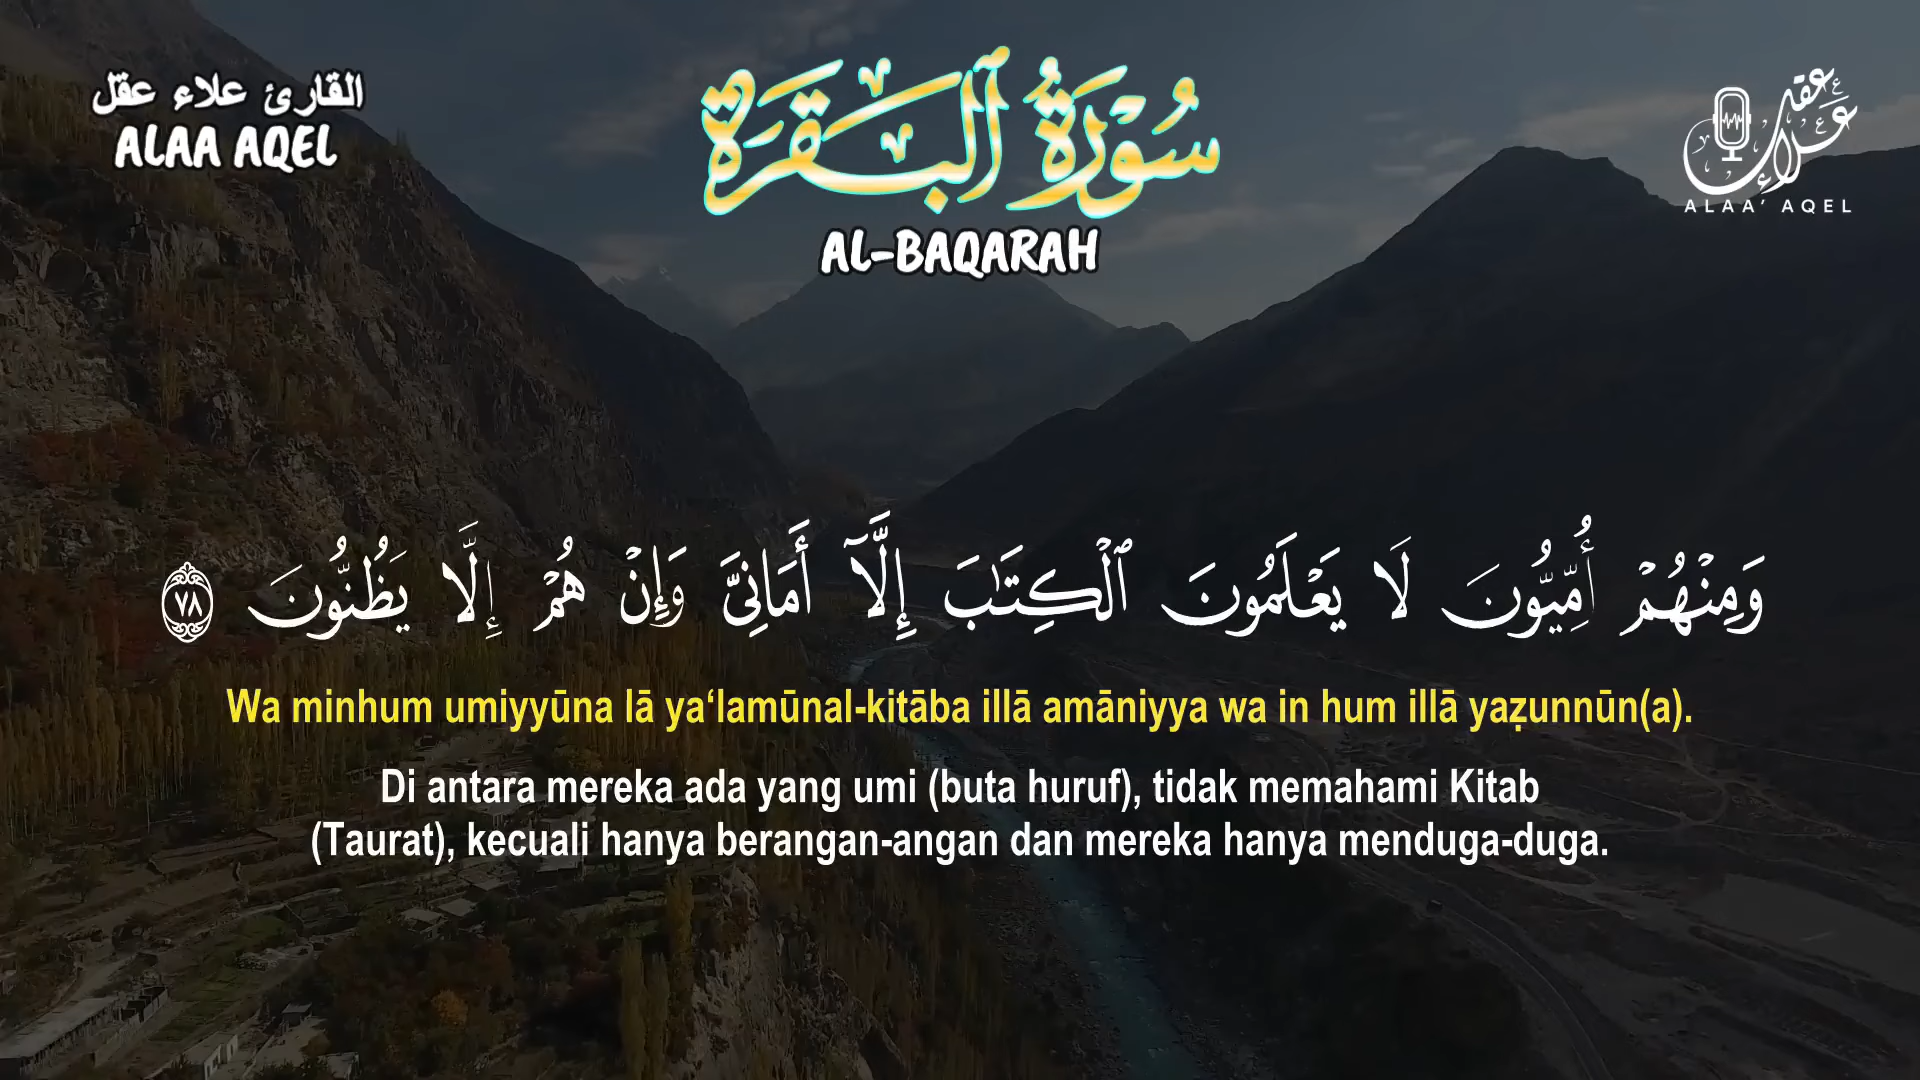 القارئ علاء عقل
ALAA AQEL
سُورَةُ ٱلْبَقَرَة
AL-BAQARAH
علاء عقل
ALAA' AQEL
وَمِنْهُمْ أُمِّيُّونَ لَا يَعْلَمُونَ ٱلْكِتَٰبَ إِلَّآ أَمَانِىَّ وَإِنْ هُمْ إِلَّا يَظُنُّونَ ٧٨
Wa minhum umiyyūna lā ya‘lamūnal-kitāba illā amāniyya wa in hum illā yaẓunnūn(a).
Di antara mereka ada yang umi (buta huruf), tidak memahami Kitab
(Taurat), kecuali hanya berangan-angan dan mereka hanya menduga-duga.